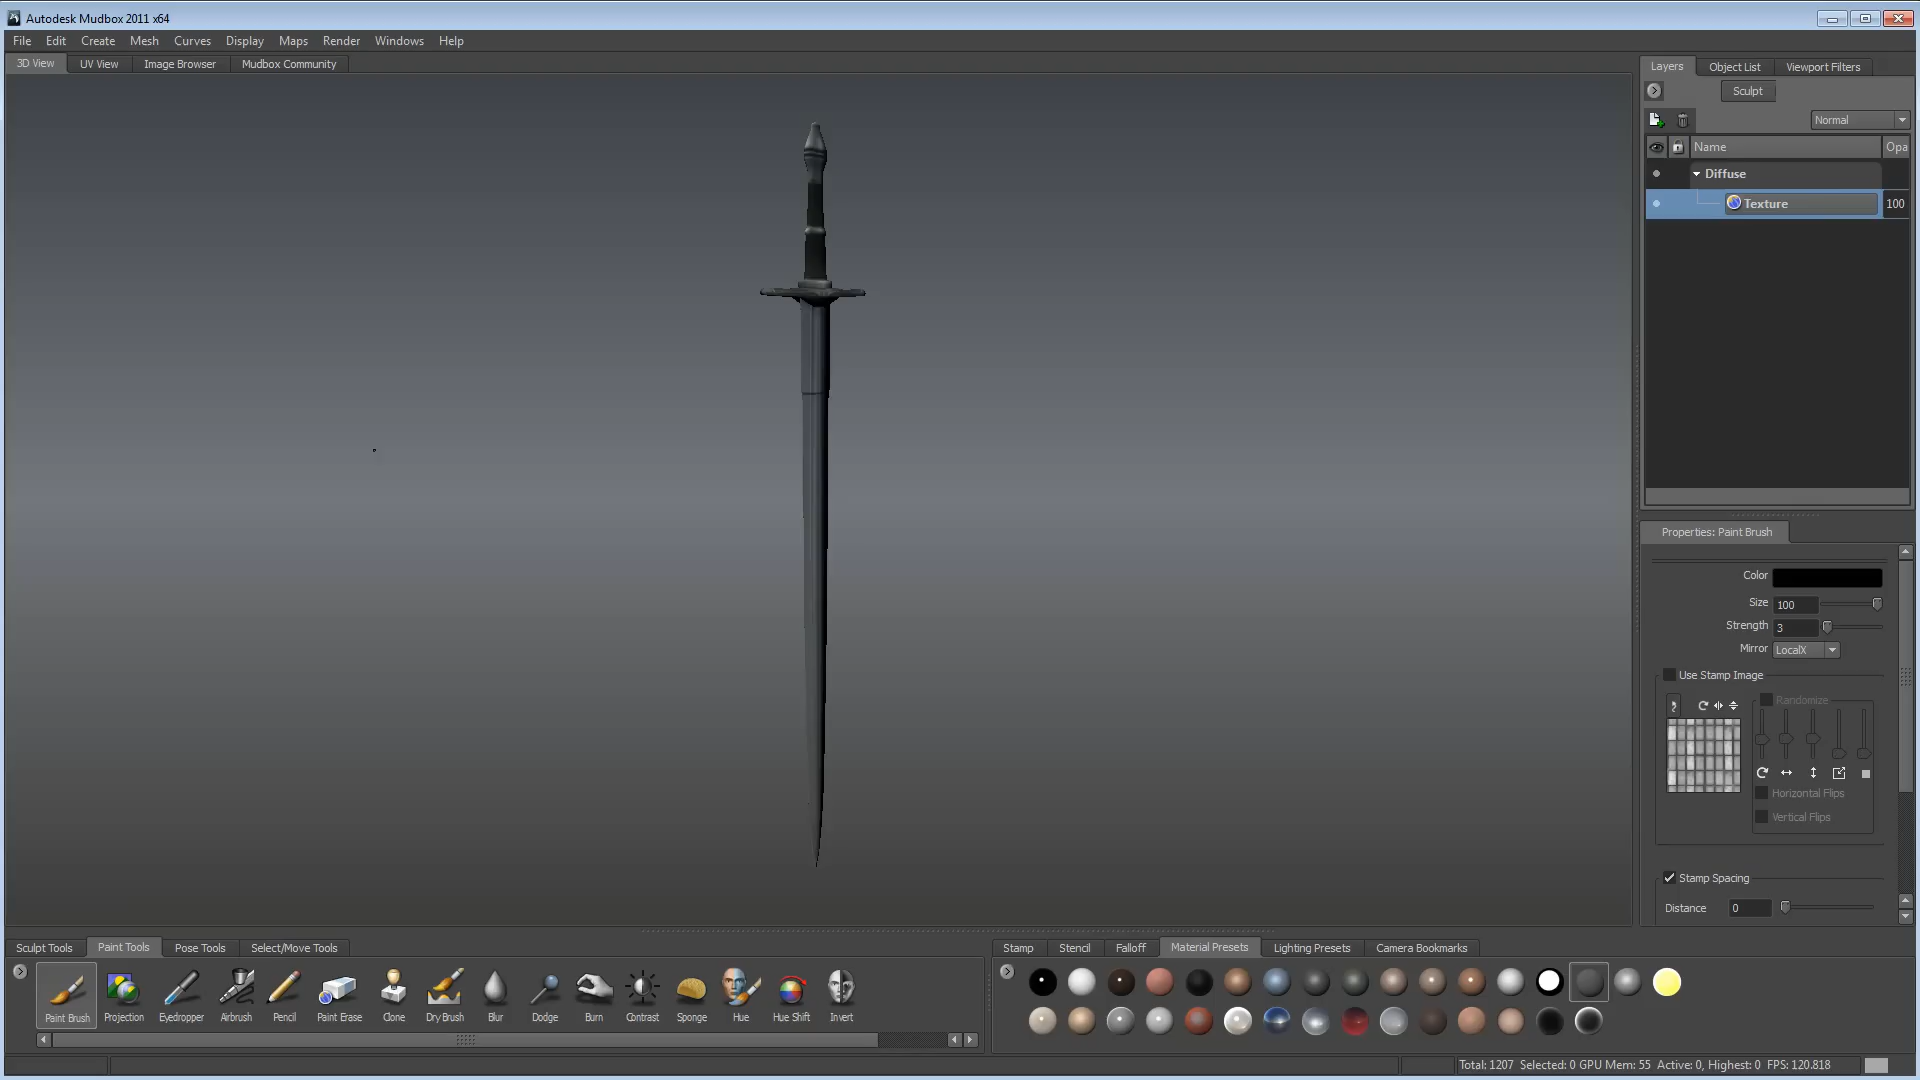 Autodesk Mudbox 2011 x64
File Edit Create Mesh Curves Display Maps Render Windows Help
3D View UV View Image Browser Mudbox Community
Layers Object List Viewport Filters
Sculpt
Normal
Name Opa
Diffuse
Texture 100
Properties: Paint Brush
Color
Size 100
Strength 3
Mirror LocalX
Use Stamp Image
Randomize
Horizontal Flips
Vertical Flips
Stamp Spacing
Distance 0
Sculpt Tools Paint Tools Pose Tools Select/Move Tools
Stamp Stencil Falloff Material Presets Lighting Presets Camera Bookmarks
Paint Brush Projection Eyedropper Airbrush Pencil Paint Erase Clone Dry Brush Blur Dodge Burn Contrast Sponge Hue Hue Shift Invert
Total: 1207 Selected: 0 GPU Mem: 55 Active: 0, Highest: 0 FPS: 120.818